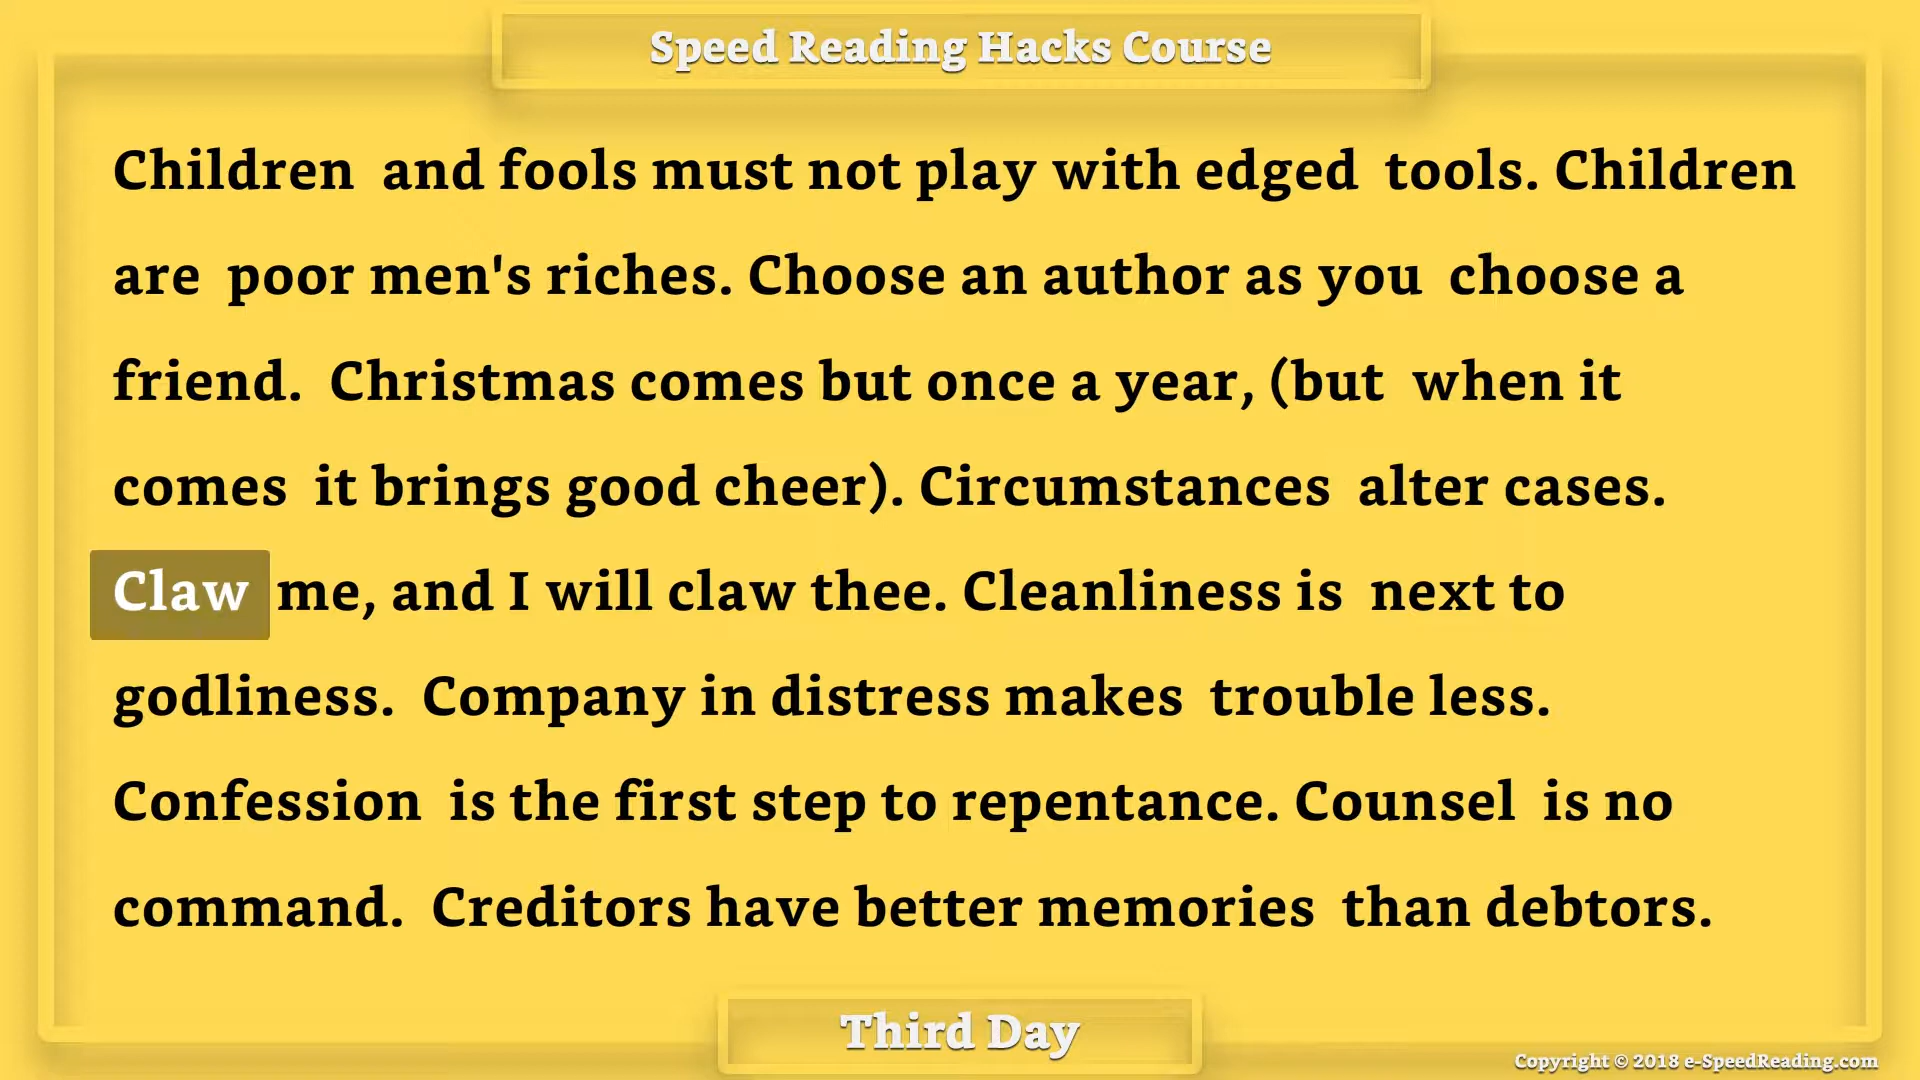 Speed Reading Hacks Course
Children and fools must not play with edged tools. Children
are poor men's riches. Choose an author as you choose a
friend. Christmas comes but once a year, (but when it
comes it brings good cheer). Circumstances alter cases.
Claw me, and I will claw thee. Cleanliness is next to
godliness. Company in distress makes trouble less.
Confession is the first step to repentance. Counsel is no
command. Creditors have better memories than debtors.
Third Day
Copyright © 2018 e-SpeedReading.com